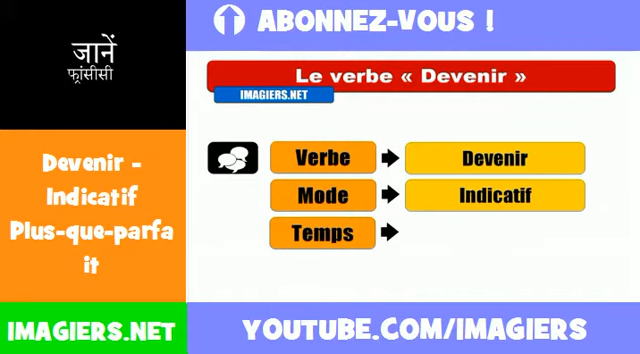 जानें
फ्रांसीसी
Devenir -
Indicatif
Plus-que-parfa
it
IMAGIERS.NET
ABONNEZ-VOUS !
Le verbe « Devenir »
IMAGIERS.NET
Verbe Devenir
Mode Indicatif
Temps
YOUTUBE.COM/IMAGIERS